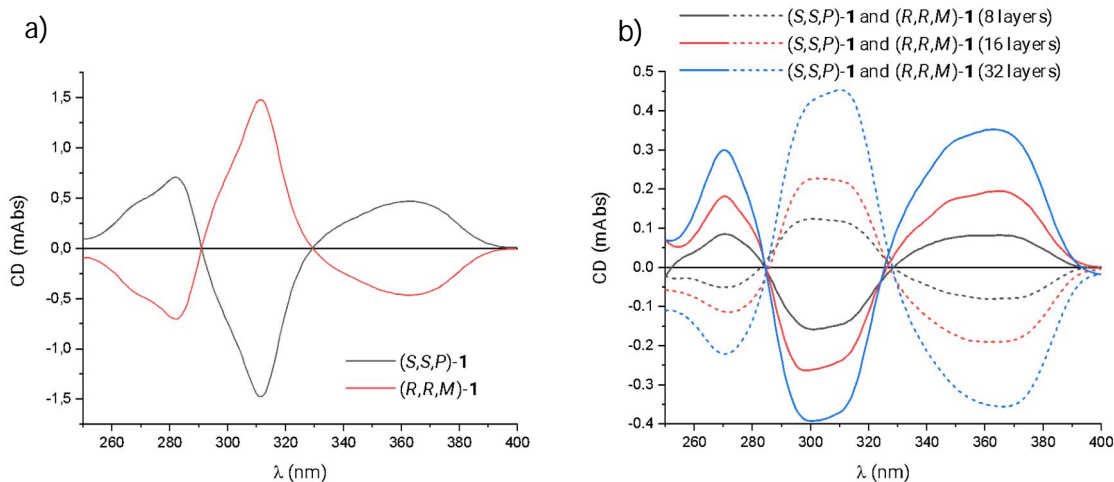 a)
1,5
1,0
0,5
0,0
-0,5
-1,0
-1,5
CD (mAbs)
260 280 300 320 340 360 380 400
λ (nm)
(S,S,P)-1
(R,R,M)-1
b)
(S,S,P)-1 and (R,R,M)-1 (8 layers)
(S,S,P)-1 and (R,R,M)-1 (16 layers)
(S,S,P)-1 and (R,R,M)-1 (32 layers)
0.5
0.4
0.3
0.2
0.1
0.0
-0.1
-0.2
-0.3
-0.4
CD (mAbs)
260 280 300 320 340 360 380 400
λ (nm)